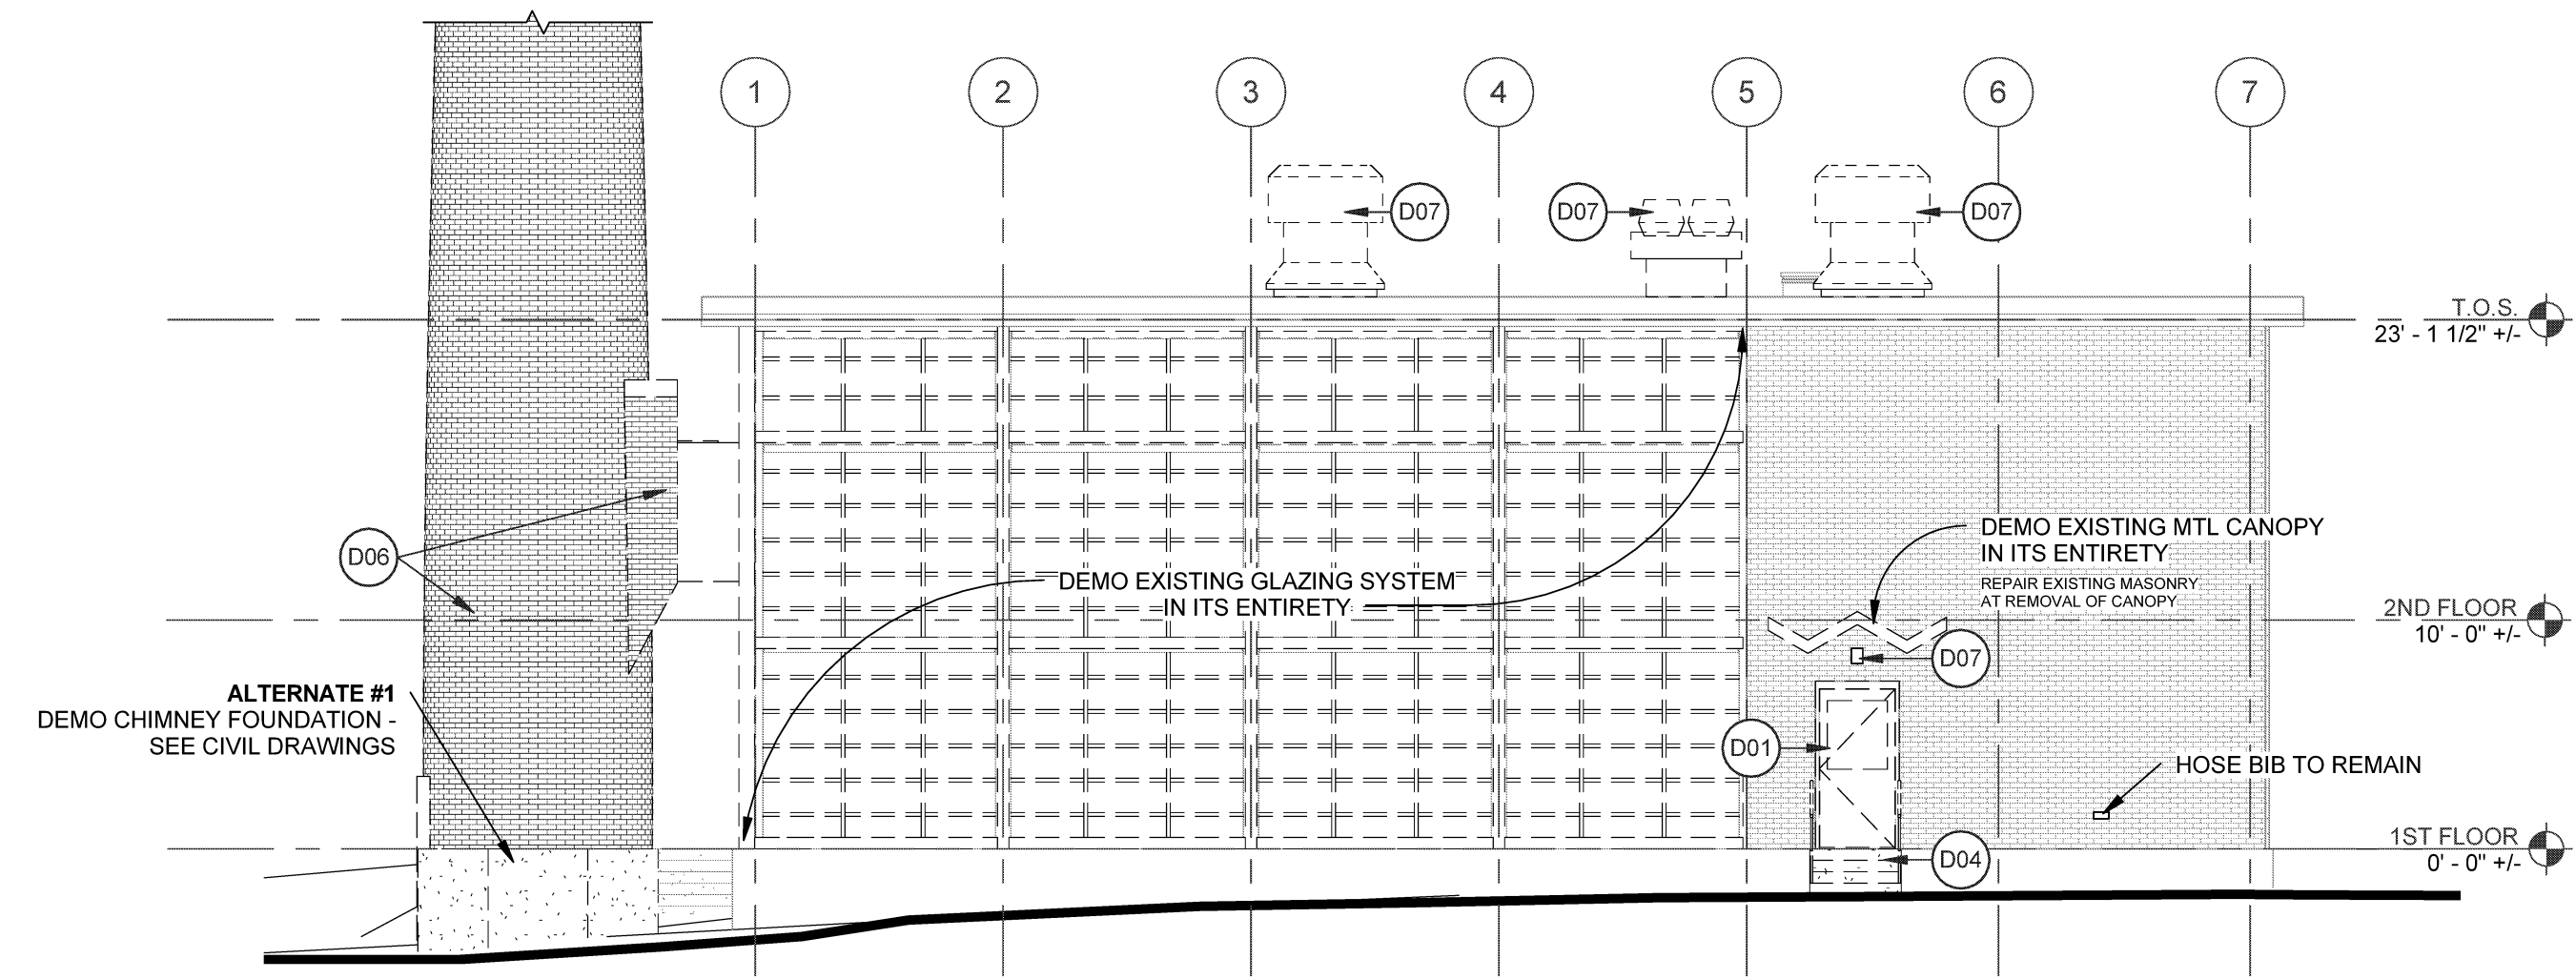 1
2
3
4
5
6
7
D07
D07
D07
T.O.S.
23' - 1 1/2" +/-
D06
DEMO EXISTING GLAZING SYSTEM
IN ITS ENTIRETY
DEMO EXISTING MTL CANOPY
IN ITS ENTIRETY
REPAIR EXISTING MASONRY
AT REMOVAL OF CANOPY
2ND FLOOR
10' - 0" +/-
D07
ALTERNATE #1
DEMO CHIMNEY FOUNDATION -
SEE CIVIL DRAWINGS
D01
HOSE BIB TO REMAIN
1ST FLOOR
0' - 0" +/-
D04